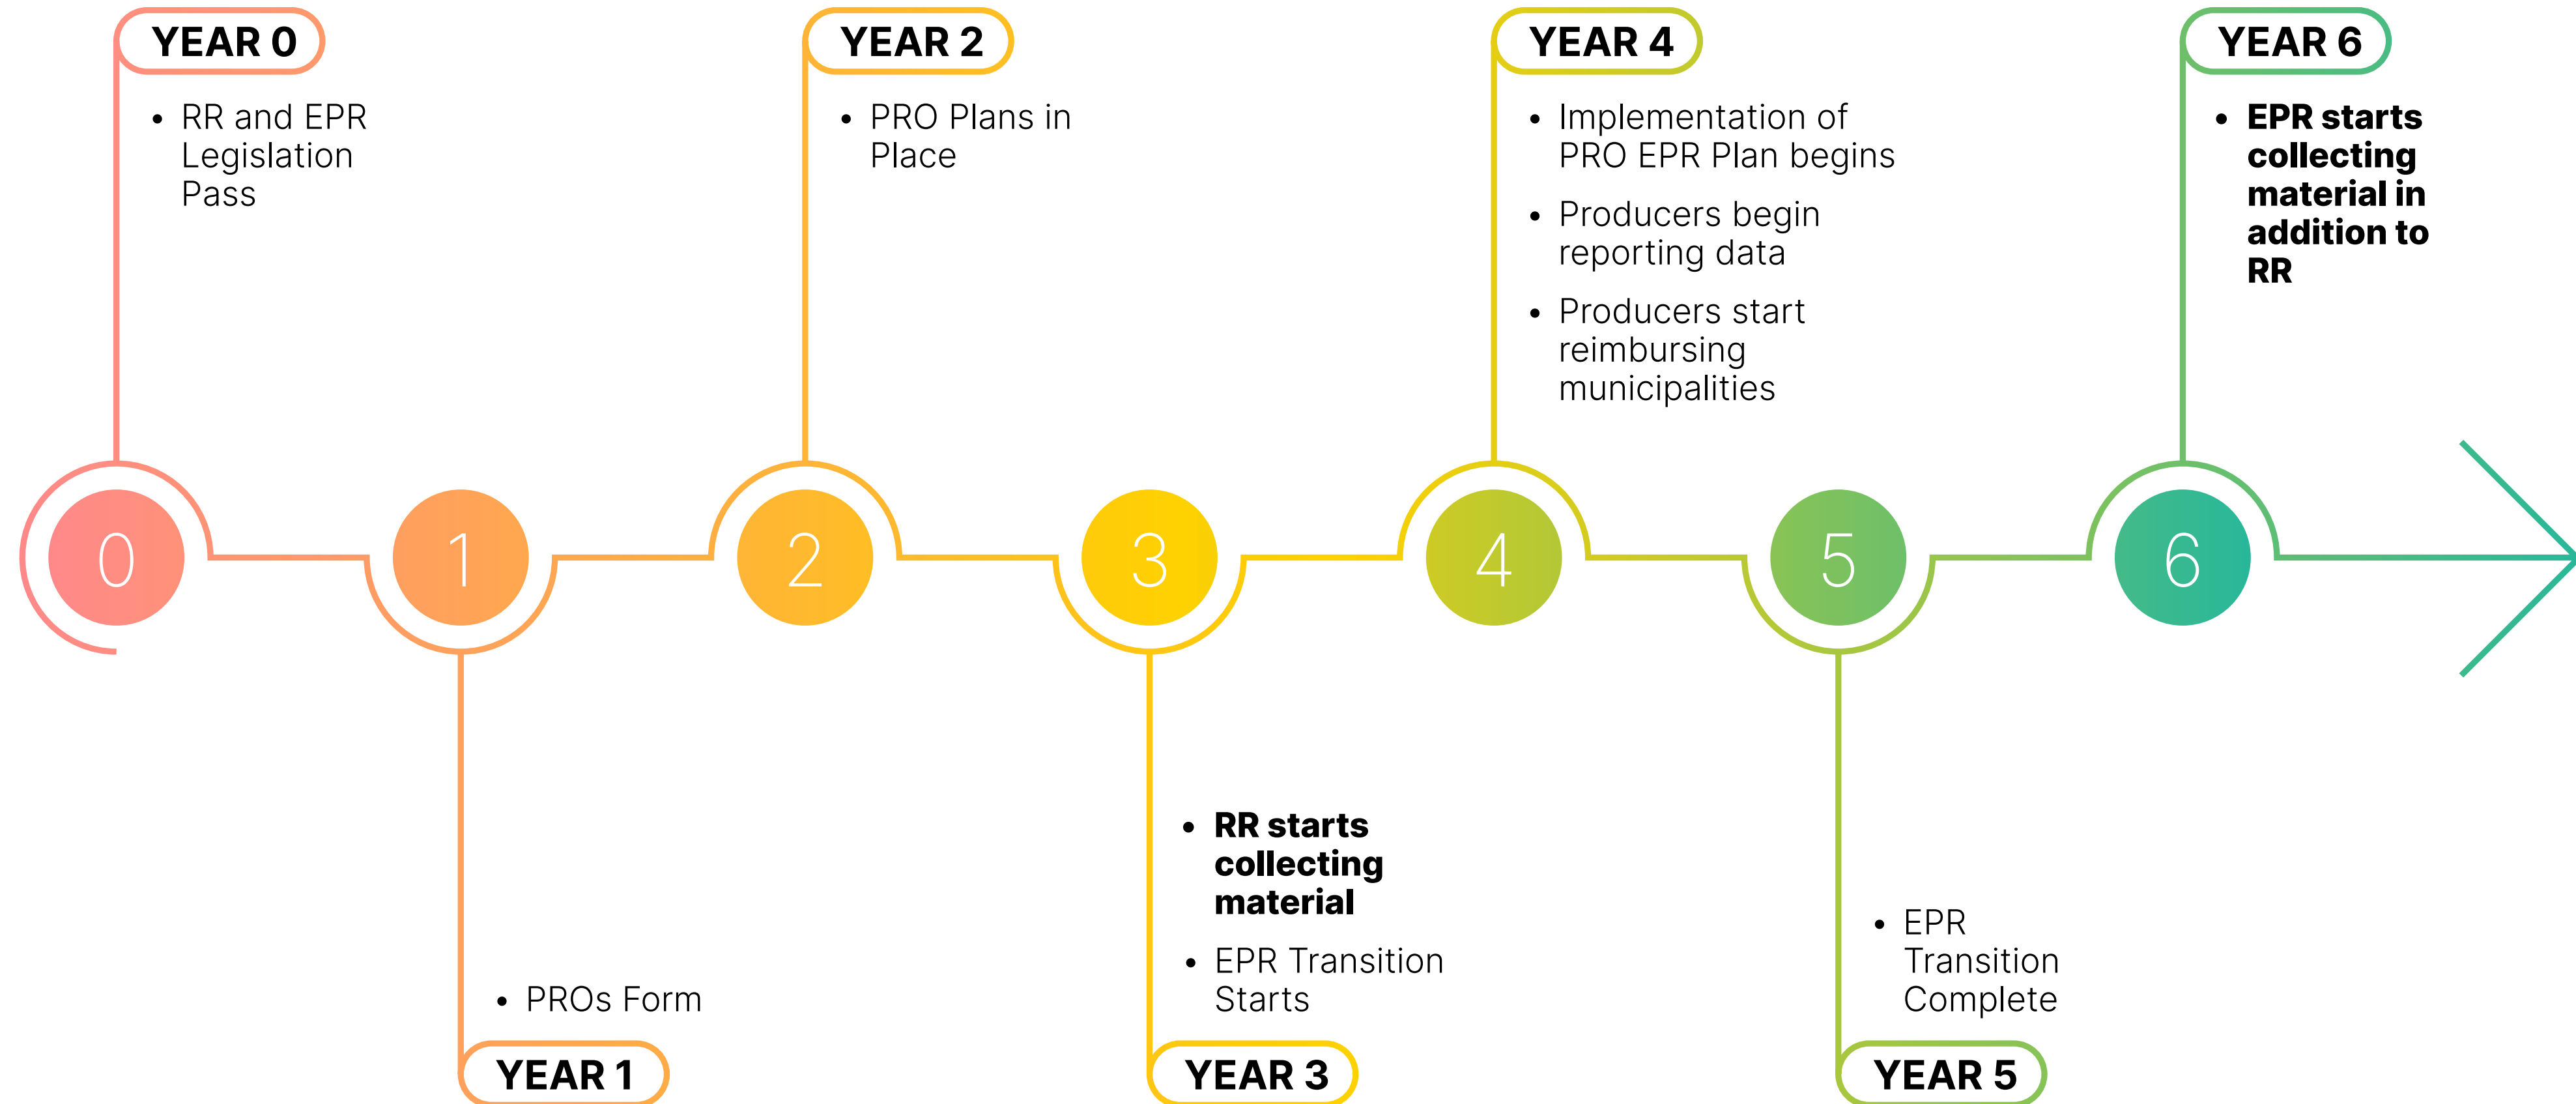 YEAR 0
• RR and EPR
Legislation
Pass
YEAR 2
• PRO Plans in
Place
YEAR 4
• Implementation of
PRO EPR Plan begins
• Producers begin
reporting data
• Producers start
reimbursing
municipalities
YEAR 6
• EPR starts
collecting
material in
addition to
RR
0
1
2
3
4
5
6
• PROs Form
YEAR 1
• RR starts
collecting
material
• EPR Transition
Starts
YEAR 3
• EPR
Transition
Complete
YEAR 5